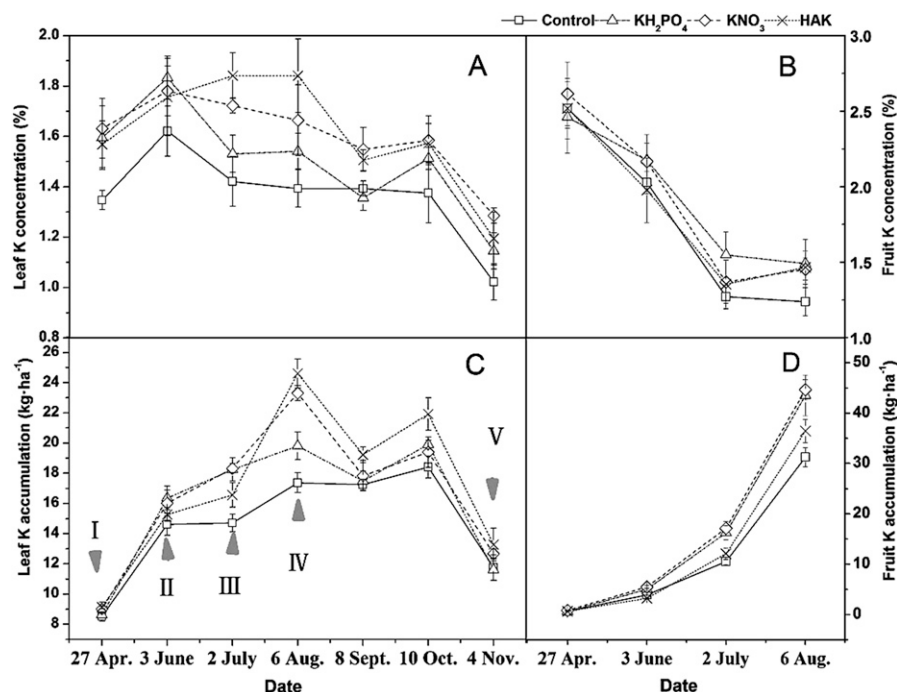 Control KH₂PO₄ KNO₃ HAK
2.0
1.8
1.6
1.4
1.2
1.0
0.8
Leaf K concentration (%)
A
B
3.0
2.5
2.0
1.5
1.0
Fruit K concentration (%)
26
24
22
20
18
16
14
12
10
8
Leaf K accumulation (kg·ha⁻¹)
C
I
II
III
IV
V
D
50
40
30
20
10
0
Fruit K accumulation (kg·ha⁻¹)
27 Apr. 3 June 2 July 6 Aug. 8 Sept. 10 Oct. 4 Nov.
27 Apr. 3 June 2 July 6 Aug.
Date
Date